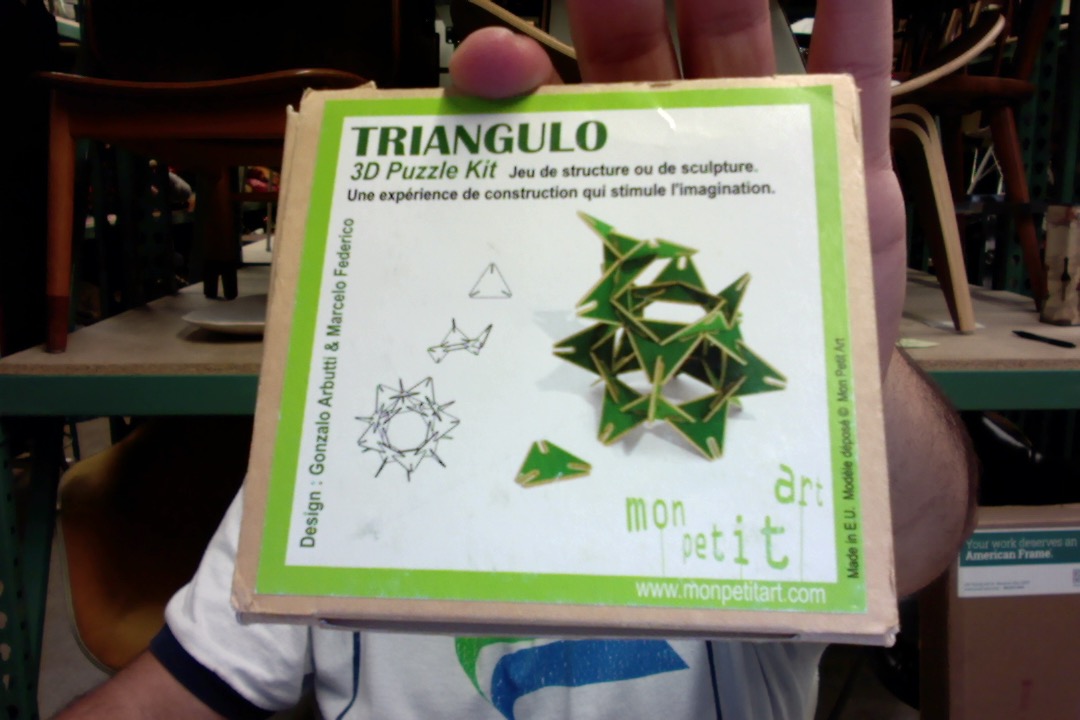 TRIANGULO
3D Puzzle Kit Jeu de structure ou de sculpture.
Une expérience de construction qui stimule l'imagination.
Design : Gonzalo Arbutti & Marcelo Federico
mon
petit
art
Made in E.U. Modèle déposé © Mon Petit Art
www.monpetitart.com
Your work deserves an
American Frame.